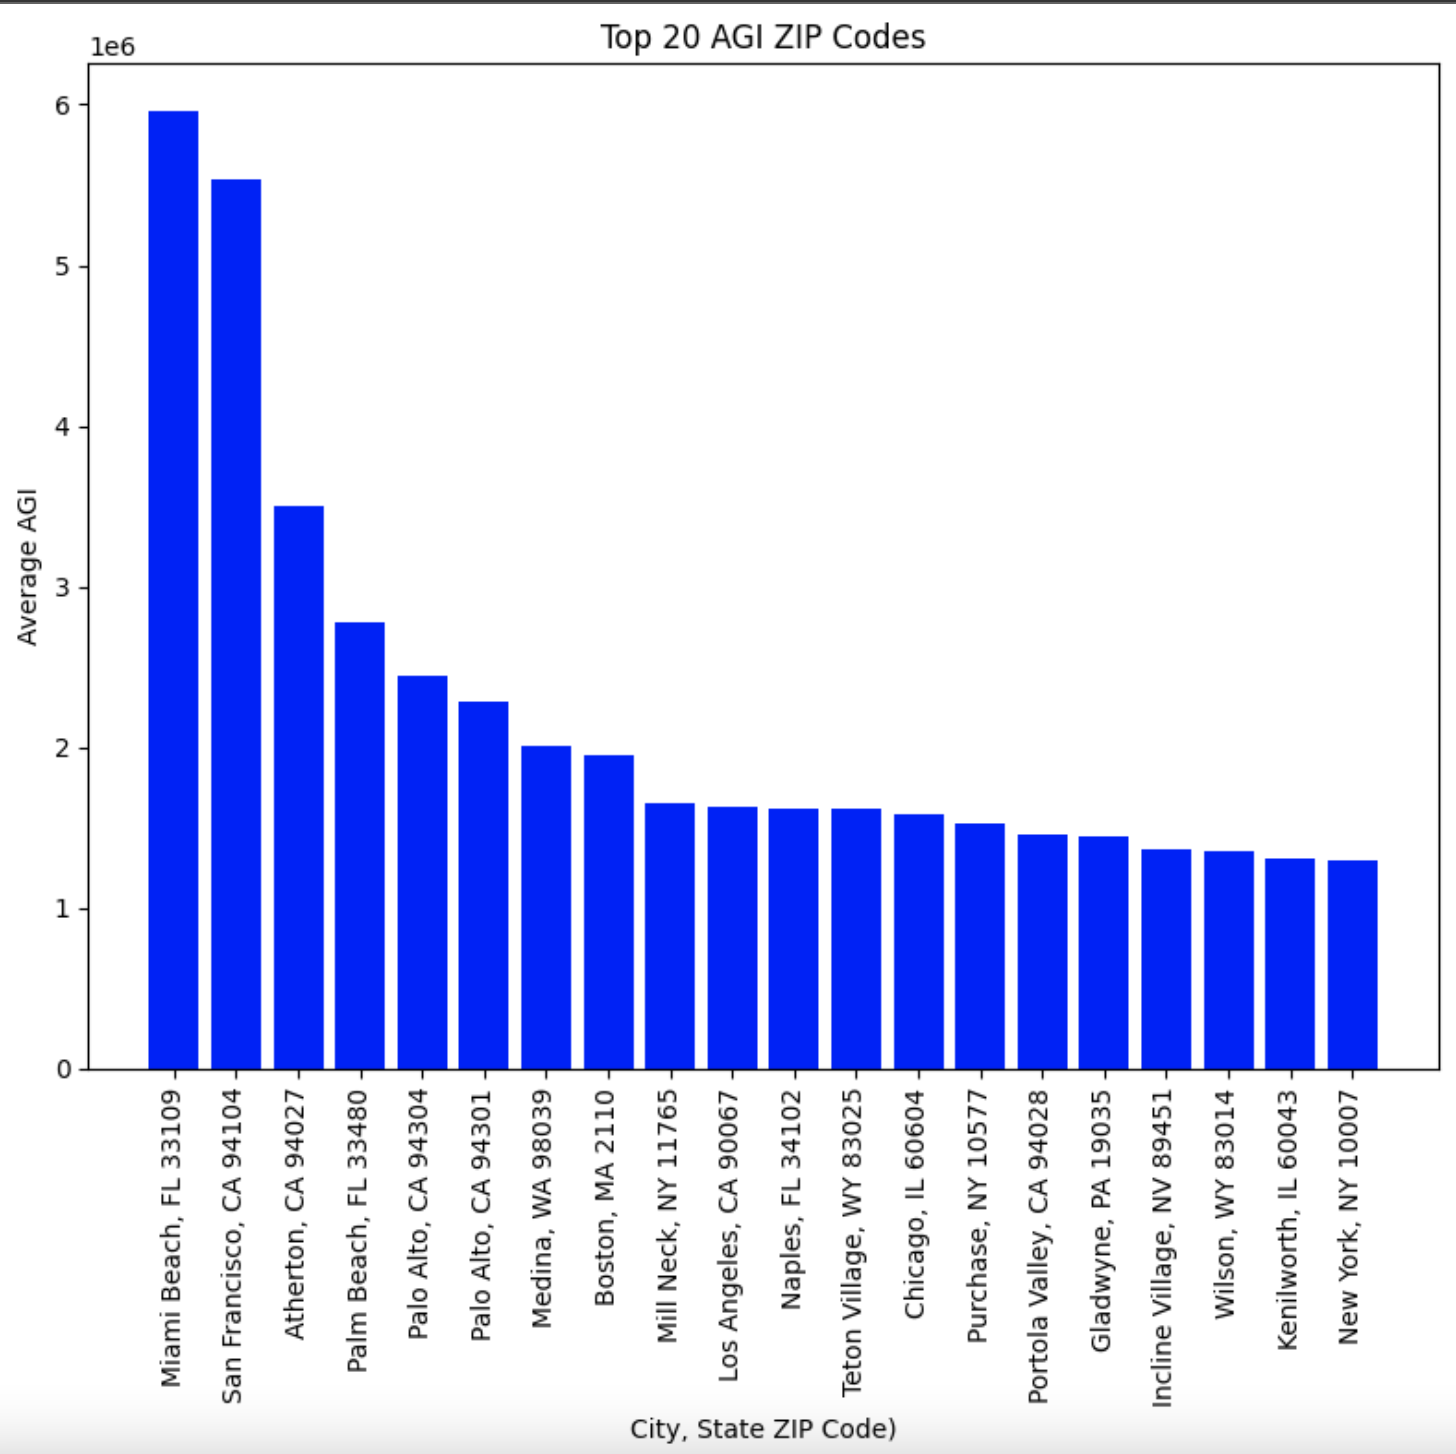 Top 20 AGI ZIP Codes
1e6
6
5
4
3
2
1
0
Average AGI
Miami Beach, FL 33109
San Francisco, CA 94104
Atherton, CA 94027
Palm Beach, FL 33480
Palo Alto, CA 94304
Palo Alto, CA 94301
Medina, WA 98039
Boston, MA 2110
Mill Neck, NY 11765
Los Angeles, CA 90067
Naples, FL 34102
Teton Village, WY 83025
Chicago, IL 60604
Purchase, NY 10577
Portola Valley, CA 94028
Gladwyne, PA 19035
Incline Village, NV 89451
Wilson, WY 83014
Kenilworth, IL 60043
New York, NY 10007
City, State ZIP Code)